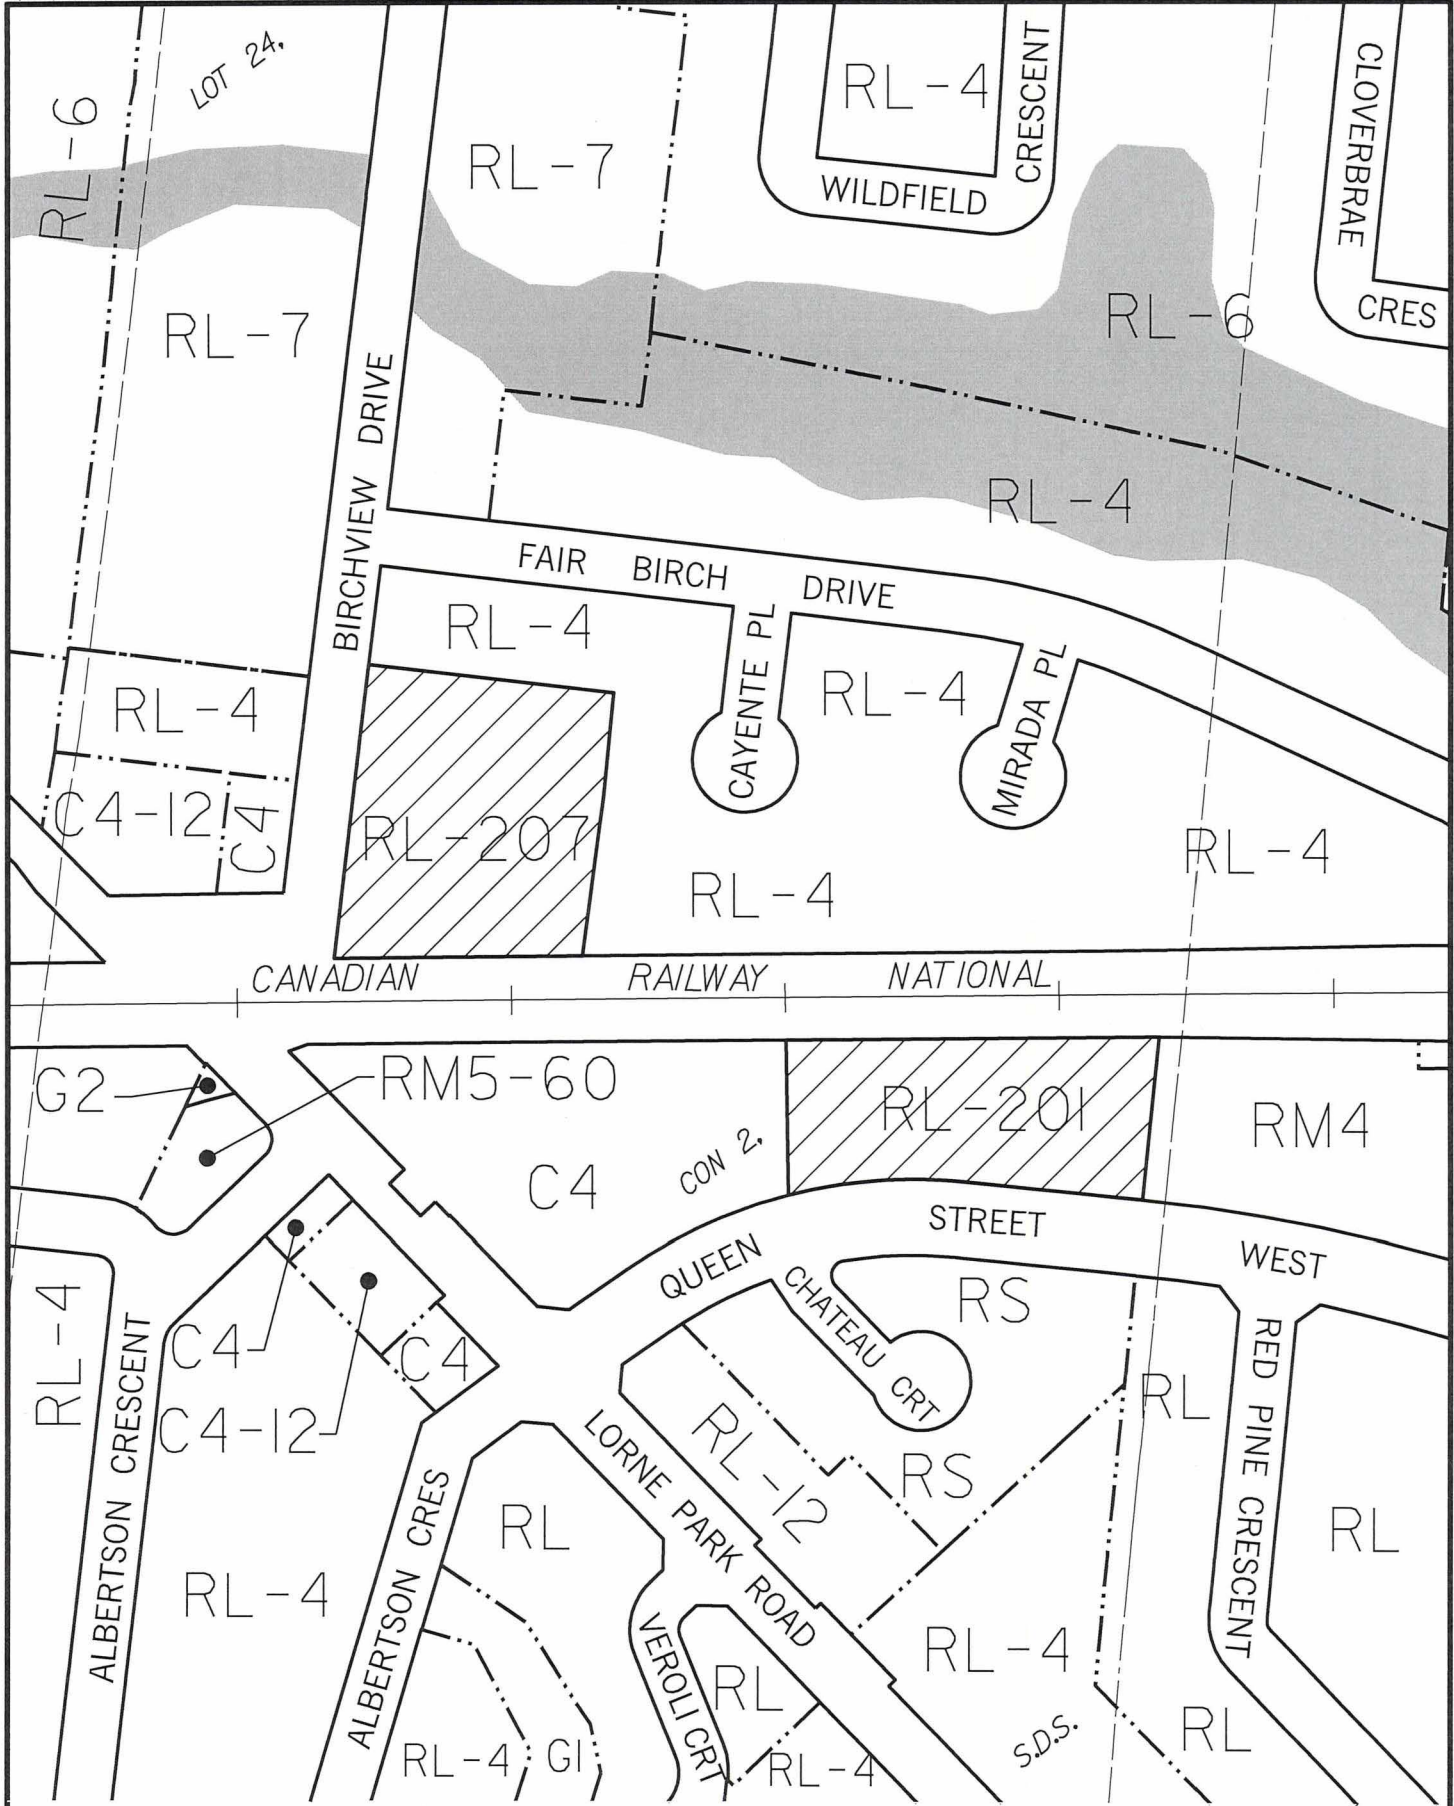 LOT 24,
RL-6
RL-7
RL-4
WILDFIELD
CRESCENT
CLOVERBRAE
CRES
RL-7
RL-6
RL-4
BIRCHVIEW DRIVE
FAIR BIRCH DRIVE
RL-4
CAYENTE PL
RL-4
MIRADA PL
RL-4
C4-12
C4
RL-207
RL-4
RL-4
CANADIAN RAILWAY NATIONAL
G2
RM5-60
C4
CON 2,
RL-201
RM4
QUEEN STREET WEST
CHATEAU CRT
RS
RL-4
ALBERTSON CRESCENT
C4
C4
C4-12
RL-12
RS
RL
RED PINE CRESCENT
RL
LORNE PARK ROAD
RL
RL-4
ALBERTSON CRES
VEROLI CRT
RL
RL-4
RL
RL-4
G1
RL-4
S.D.S.